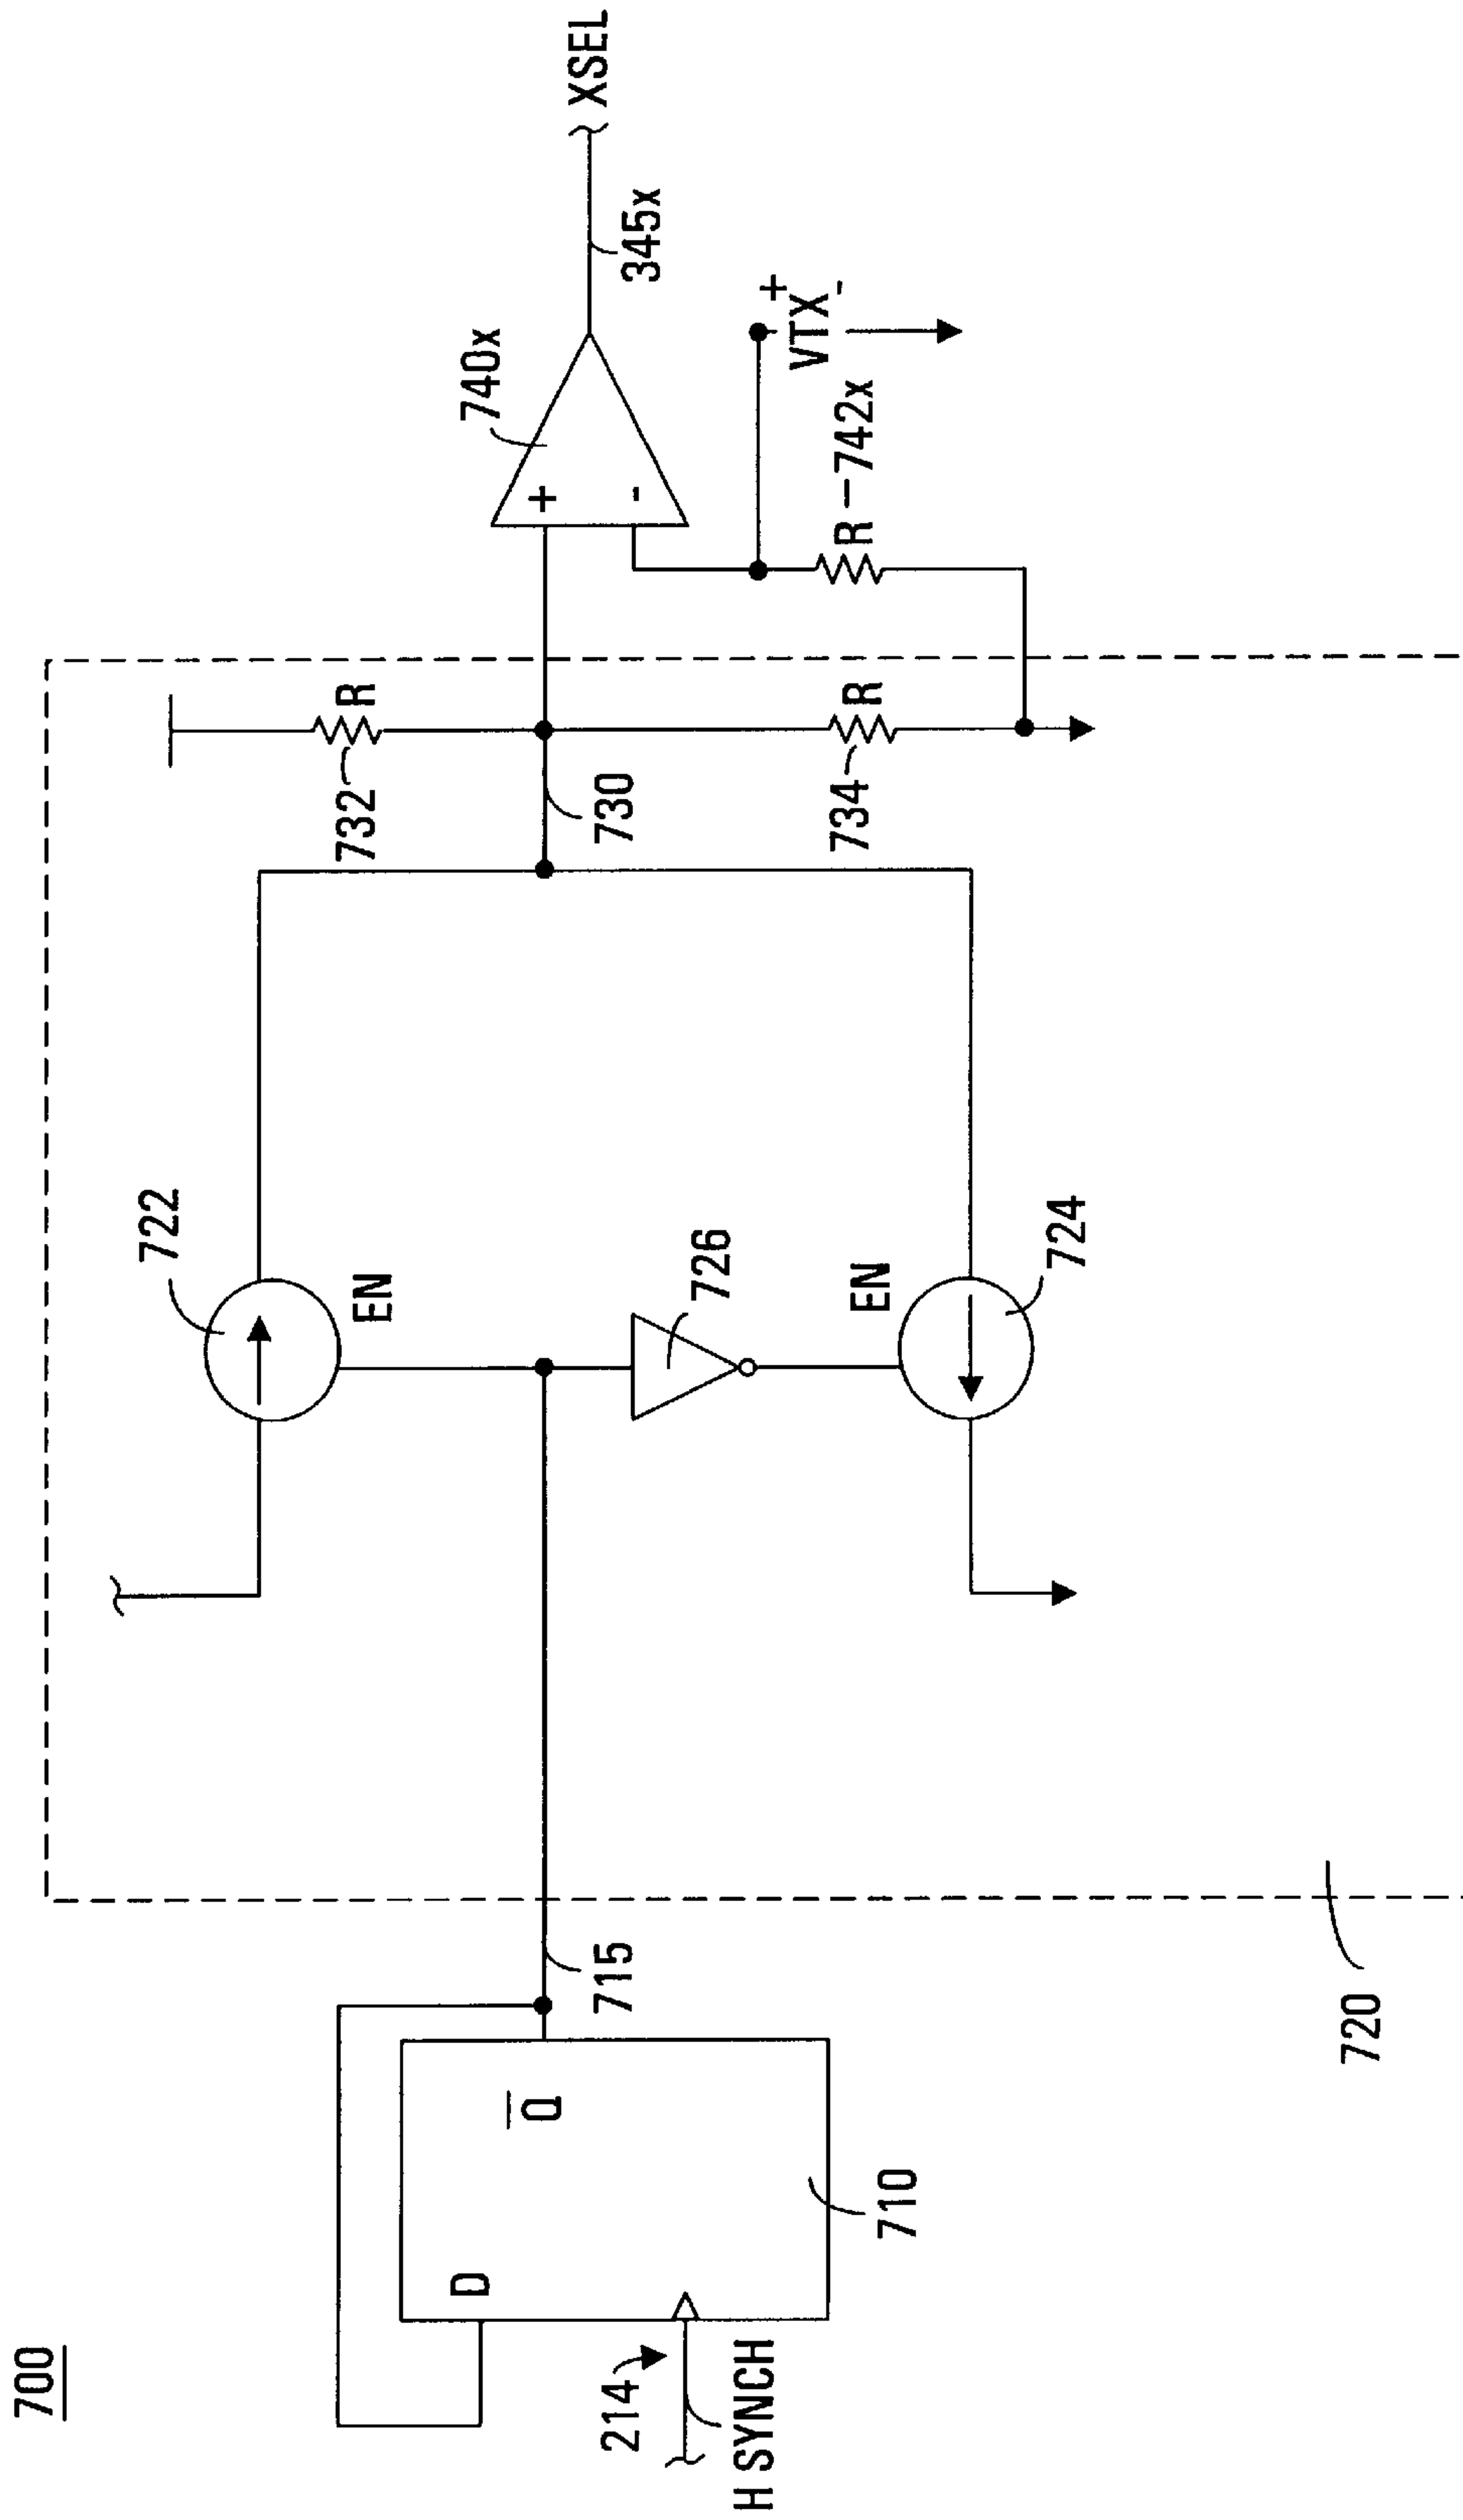 700
H SYNCH
214
D
Q̅
710
715
720
722
EN
726
EN
724
732
R
730
734
R
740x
+
-
R
742x
VTX
+
-
345x
XSEL